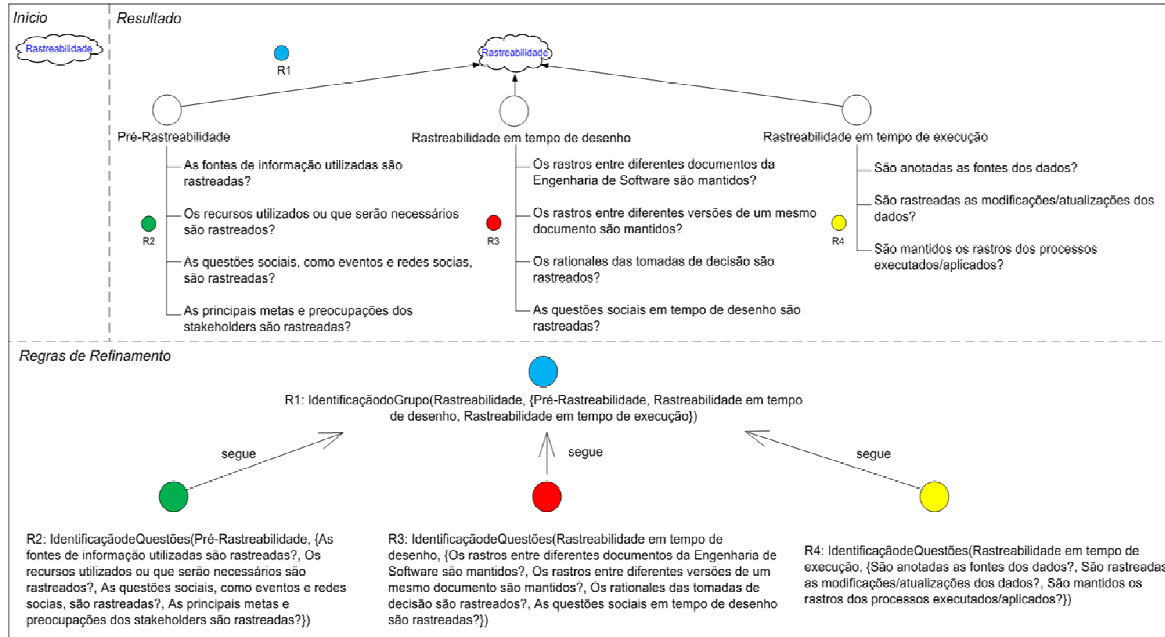 Início
Resultado
Rastreabilidade
Rastreabilidade
R1
Pré-Rastreabilidade
As fontes de informação utilizadas são
rastreadas?
Os recursos utilizados ou que serão necessários
são rastreados?
R2
As questões sociais, como eventos e redes socias,
são rastreadas?
As principais metas e preocupações dos
stakeholders são rastreadas?
Rastreabilidade em tempo de desenho
Os rastros entre diferentes documentos da
Engenharia de Software são mantidos?
Os rastros entre diferentes versões de um mesmo
documento são mantidos?
R3
Os rationales das tomadas de decisão são
rastreados?
As questões sociais em tempo de desenho são
rastreadas?
Rastreabilidade em tempo de execução
São anotadas as fontes dos dados?
São rastreadas as modificações/atualizações dos
dados?
R4
São mantidos os rastros dos processos
executados/aplicados?
Regras de Refinamento
R1: IdentificaçãodoGrupo(Rastreabilidade, {Pré-Rastreabilidade, Rastreabilidade em tempo
de desenho, Rastreabilidade em tempo de execução})
segue
segue
segue
R2: IdentificaçãodeQuestões(Pré-Rastreabilidade, {As
fontes de informação utilizadas são rastreadas?, Os
recursos utilizados ou que serão necessários são
rastreados?, As questões sociais, como eventos e redes
socias, são rastreadas?, As principais metas e
preocupações dos stakeholders são rastreadas?})
R3: IdentificaçãodeQuestões(Rastreabilidade em tempo de
desenho, {Os rastros entre diferentes documentos da Engenharia de
Software são mantidos?, Os rastros entre diferentes versões de um
mesmo documento são mantidos?, Os rationales das tomadas de
decisão são rastreados?, As questões sociais em tempo de desenho
são rastreadas?})
R4: IdentificaçãodeQuestões(Rastreabilidade em tempo de
execução, {São anotadas as fontes dos dados?, São rastreadas
as modificações/atualizações dos dados?, São mantidos os
rastros dos processos executados/aplicados?})